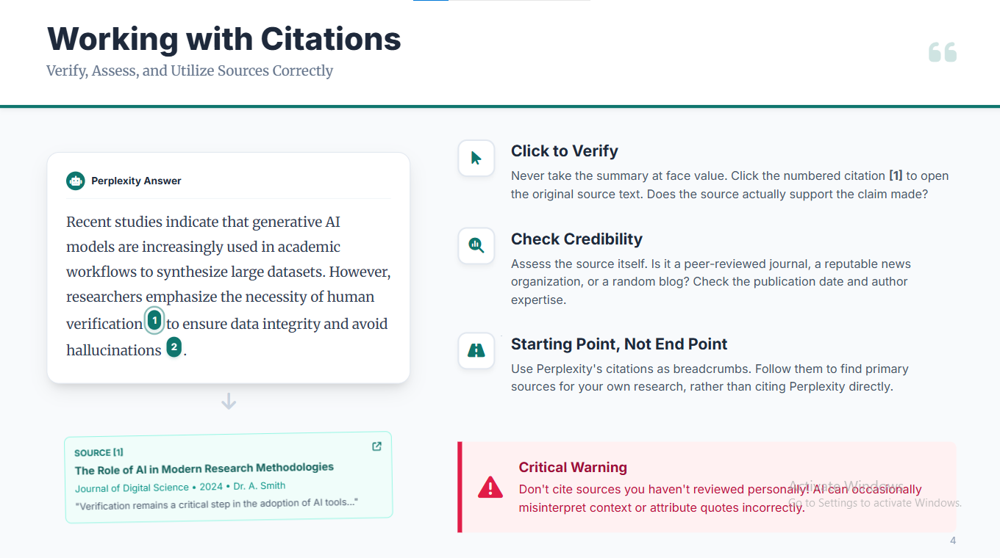 Working with Citations
Verify, Assess, and Utilize Sources Correctly
Perplexity Answer
Recent studies indicate that generative AI
models are increasingly used in academic
workflows to synthesize large datasets. However,
researchers emphasize the necessity of human
verification 1 to ensure data integrity and avoid
hallucinations 2 .
SOURCE [1]
The Role of AI in Modern Research Methodologies
Journal of Digital Science • 2024 • Dr. A. Smith
"Verification remains a critical step in the adoption of AI tools..."
Click to Verify
Never take the summary at face value. Click the numbered citation [1] to open
the original source text. Does the source actually support the claim made?
Check Credibility
Assess the source itself. Is it a peer-reviewed journal, a reputable news
organization, or a random blog? Check the publication date and author
expertise.
Starting Point, Not End Point
Use Perplexity's citations as breadcrumbs. Follow them to find primary
sources for your own research, rather than citing Perplexity directly.
Critical Warning
Don't cite sources you haven't reviewed personally! AI can occasionally
misinterpret context or attribute quotes incorrectly.
Activate Windows
Go to Settings to activate Windows.
4